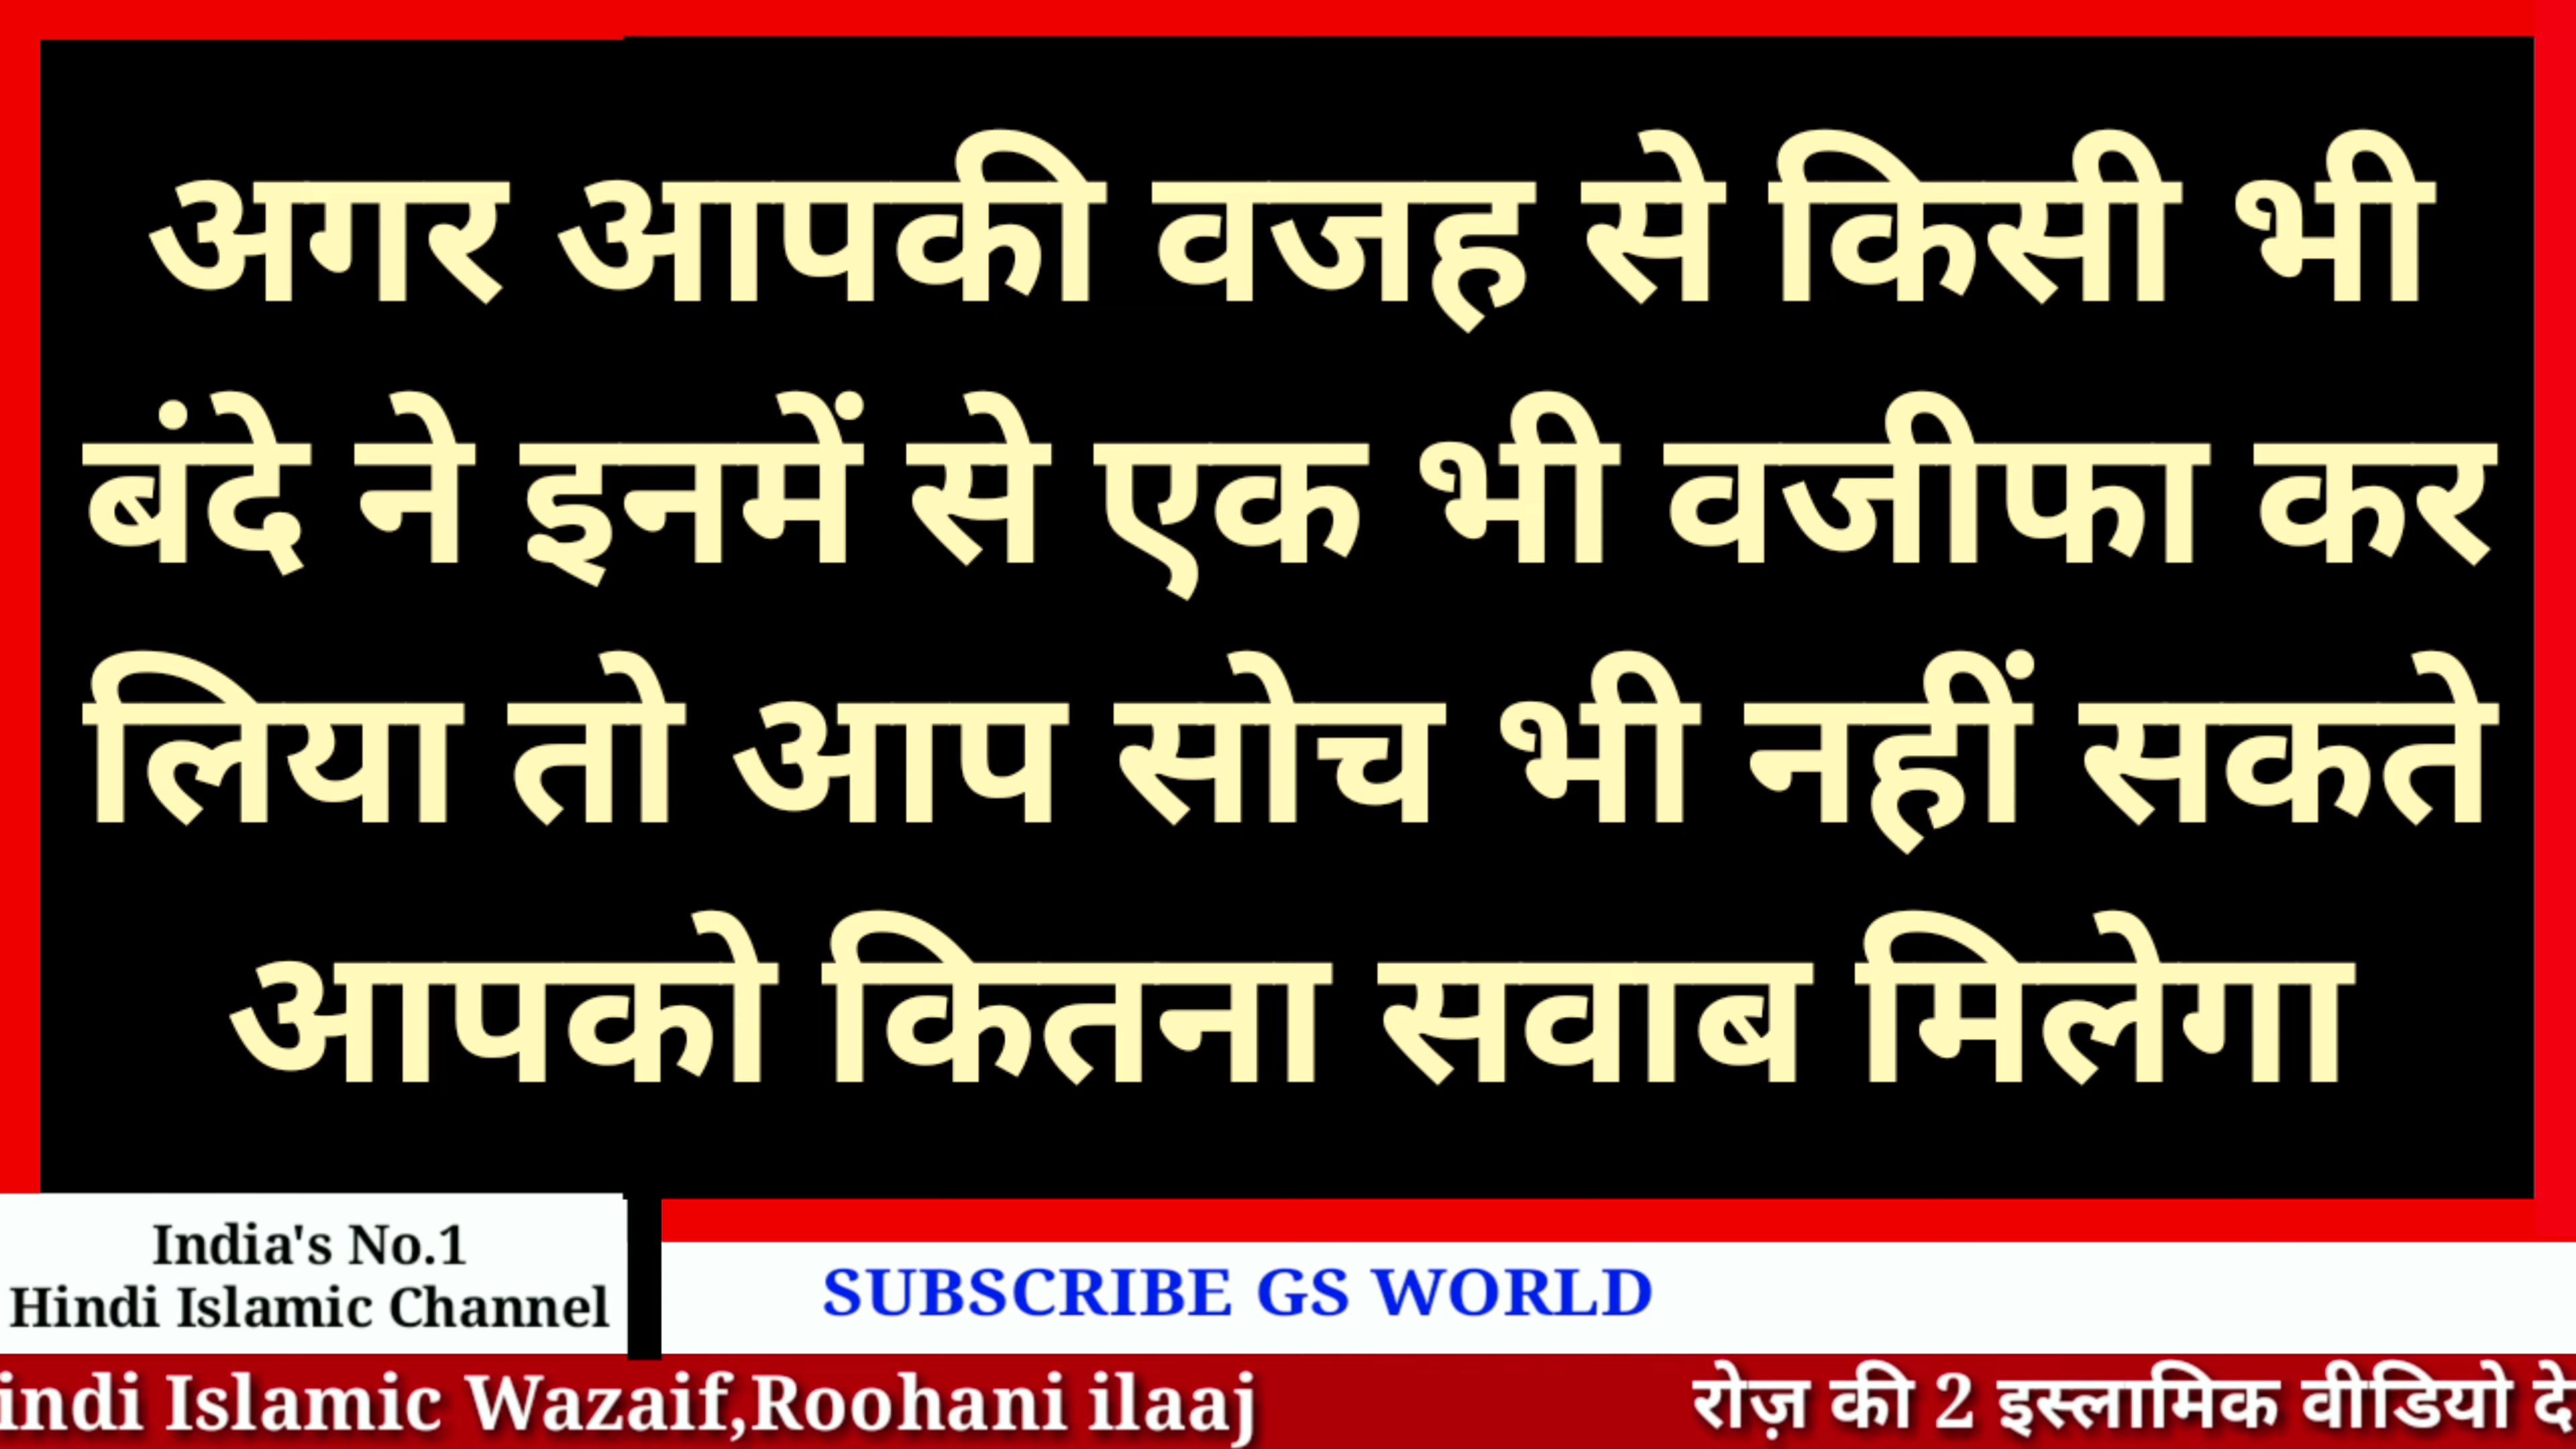 अगर आपकी वजह से किसी भी
बंदे ने इनमें से एक भी वजीफा कर
लिया तो आप सोच भी नहीं सकते
आपको कितना सवाब मिलेगा
India's No.1
Hindi Islamic Channel
SUBSCRIBE GS WORLD
indi Islamic Wazaif,Roohani ilaaj रोज़ की 2 इस्लामिक वीडियो दे